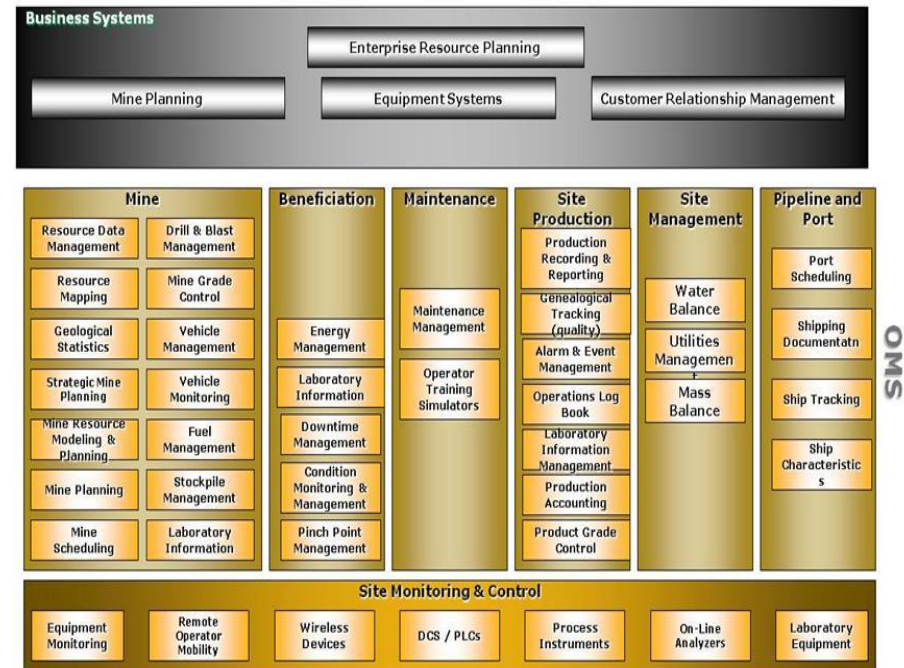 Business Systems
Enterprise Resource Planning
Mine Planning
Equipment Systems
Customer Relationship Management
Mine
Resource Data
Management
Drill & Blast
Management
Resource
Mapping
Mine Grade
Control
Geological
Statistics
Vehicle
Management
Strategic Mine
Planning
Vehicle
Monitoring
Mine Resource
Modeling &
Planning
Fuel
Management
Mine Planning
Stockpile
Management
Mine
Scheduling
Laboratory
Information
Beneficiation
Energy
Management
Laboratory
Information
Downtime
Management
Condition
Monitoring &
Management
Pinch Point
Management
Maintenance
Maintenance
Management
Operator
Training
Simulators
Site
Production
Production
Recording &
Reporting
Genealogical
Tracking
(quality)
Alarm & Event
Management
Operations Log
Book
Laboratory
Information
Management
Production
Accounting
Product Grade
Control
Site
Management
Water
Balance
Utilities
Managemen
t
Mass
Balance
Pipeline and
Port
Port
Scheduling
Shipping
Documentatn
Ship Tracking
Ship
Characteristic
s
OMS
Site Monitoring & Control
Equipment
Monitoring
Remote
Operator
Mobility
Wireless
Devices
DCS / PLCs
Process
Instruments
On-Line
Analyzers
Laboratory
Equipment